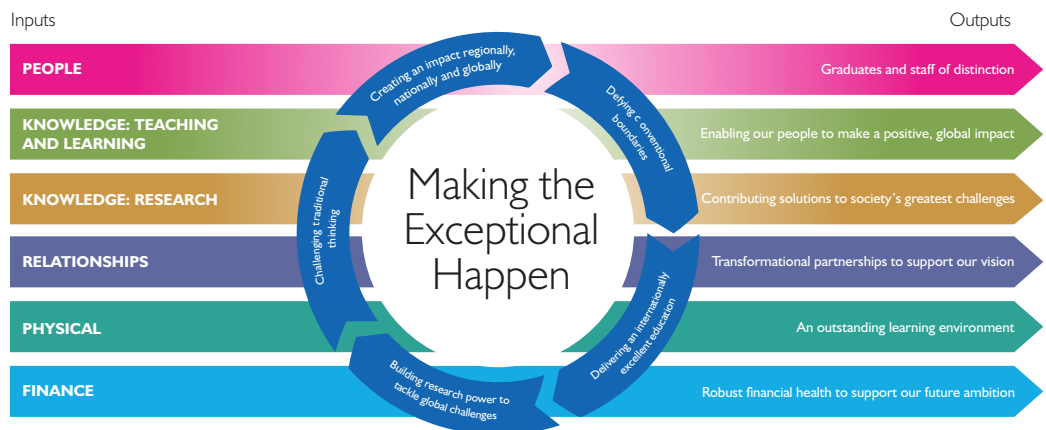 Inputs
Outputs
PEOPLE
Graduates and staff of distinction
KNOWLEDGE: TEACHING
AND LEARNING
Enabling our people to make a positive, global impact
KNOWLEDGE: RESEARCH
Contributing solutions to society’s greatest challenges
RELATIONSHIPS
Transformational partnerships to support our vision
PHYSICAL
An outstanding learning environment
FINANCE
Robust financial health to support our future ambition
Creating an impact regionally,
nationally and globally
Defying c onventional
boundaries
Delivering an internationally
excellent education
Building research power to
tackle global challenges
Challenging traditional
thinking
Making the
Exceptional
Happen